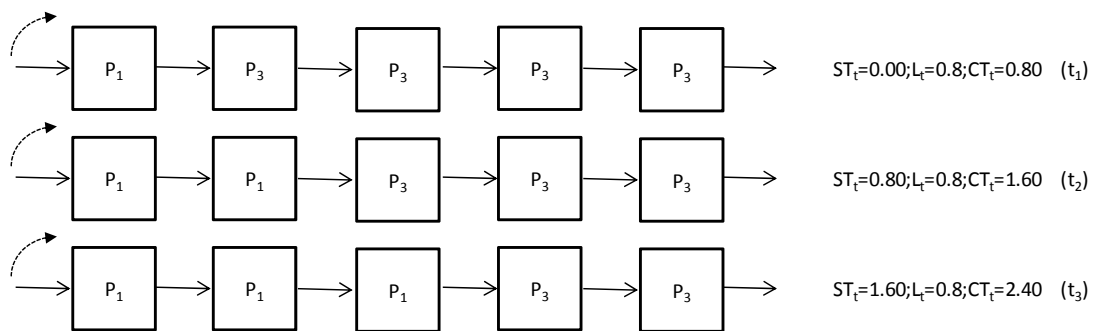 P₁ P₃ P₃ P₃ P₃ STₜ=0.00;Lₜ=0.8;CTₜ=0.80 (t₁)
P₁ P₁ P₃ P₃ P₃ STₜ=0.80;Lₜ=0.8;CTₜ=1.60 (t₂)
P₁ P₁ P₁ P₃ P₃ STₜ=1.60;Lₜ=0.8;CTₜ=2.40 (t₃)